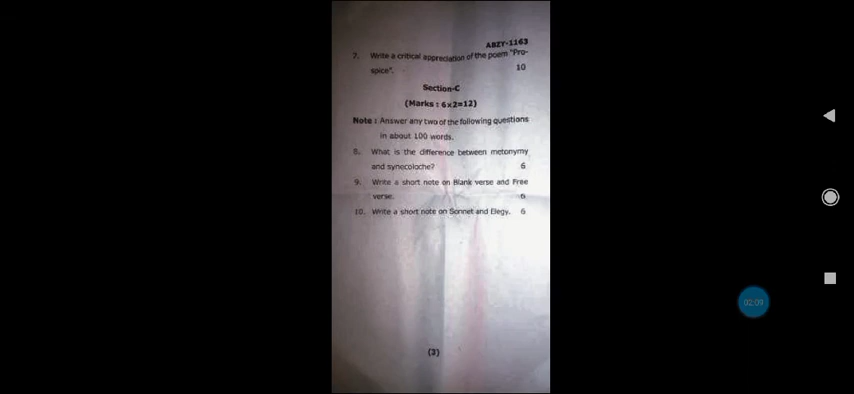 ABZY-1163
7. Write a critical appreciation of the poem "Pro-
spice". 10
Section-C
(Marks : 6×2=12)
Note : Answer any two of the following questions
in about 100 words.
8. What is the difference between metonymy
and synecoloche? 6
9. Write a short note on Blank verse and Free
verse. 6
10. Write a short note on Sonnet and Elegy. 6
02:09
(3)